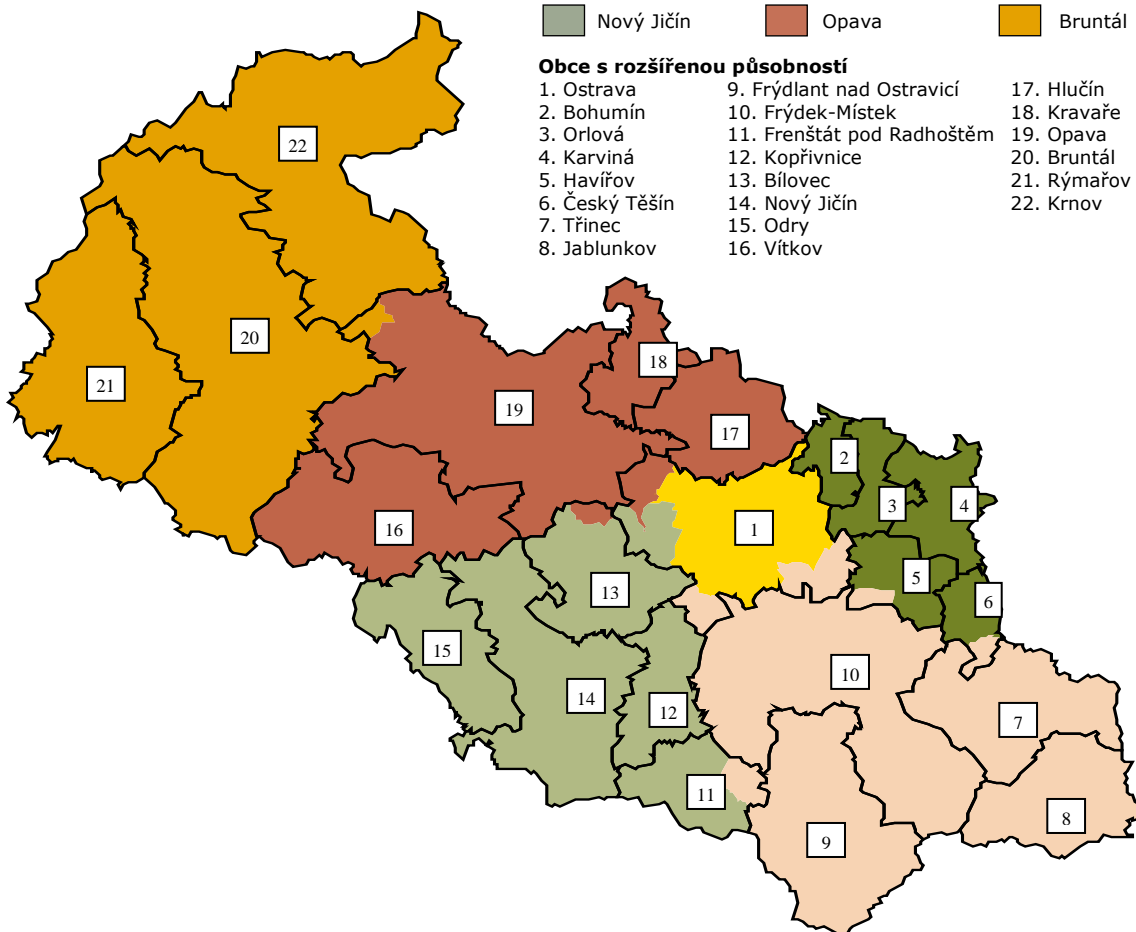 Nový Jičín Opava Bruntál
Obce s rozšířenou působností
1. Ostrava
2. Bohumín
3. Orlová
4. Karviná
5. Havířov
6. Český Těšín
7. Třinec
8. Jablunkov
9. Frýdlant nad Ostravicí
10. Frýdek-Místek
11. Frenštát pod Radhoštěm
12. Kopřivnice
13. Bílovec
14. Nový Jičín
15. Odry
16. Vítkov
17. Hlučín
18. Kravaře
19. Opava
20. Bruntál
21. Rýmařov
22. Krnov
22
20
21
18
19
17
2
3
4
16
1
5
13
6
15
10
14
12
7
11
8
9